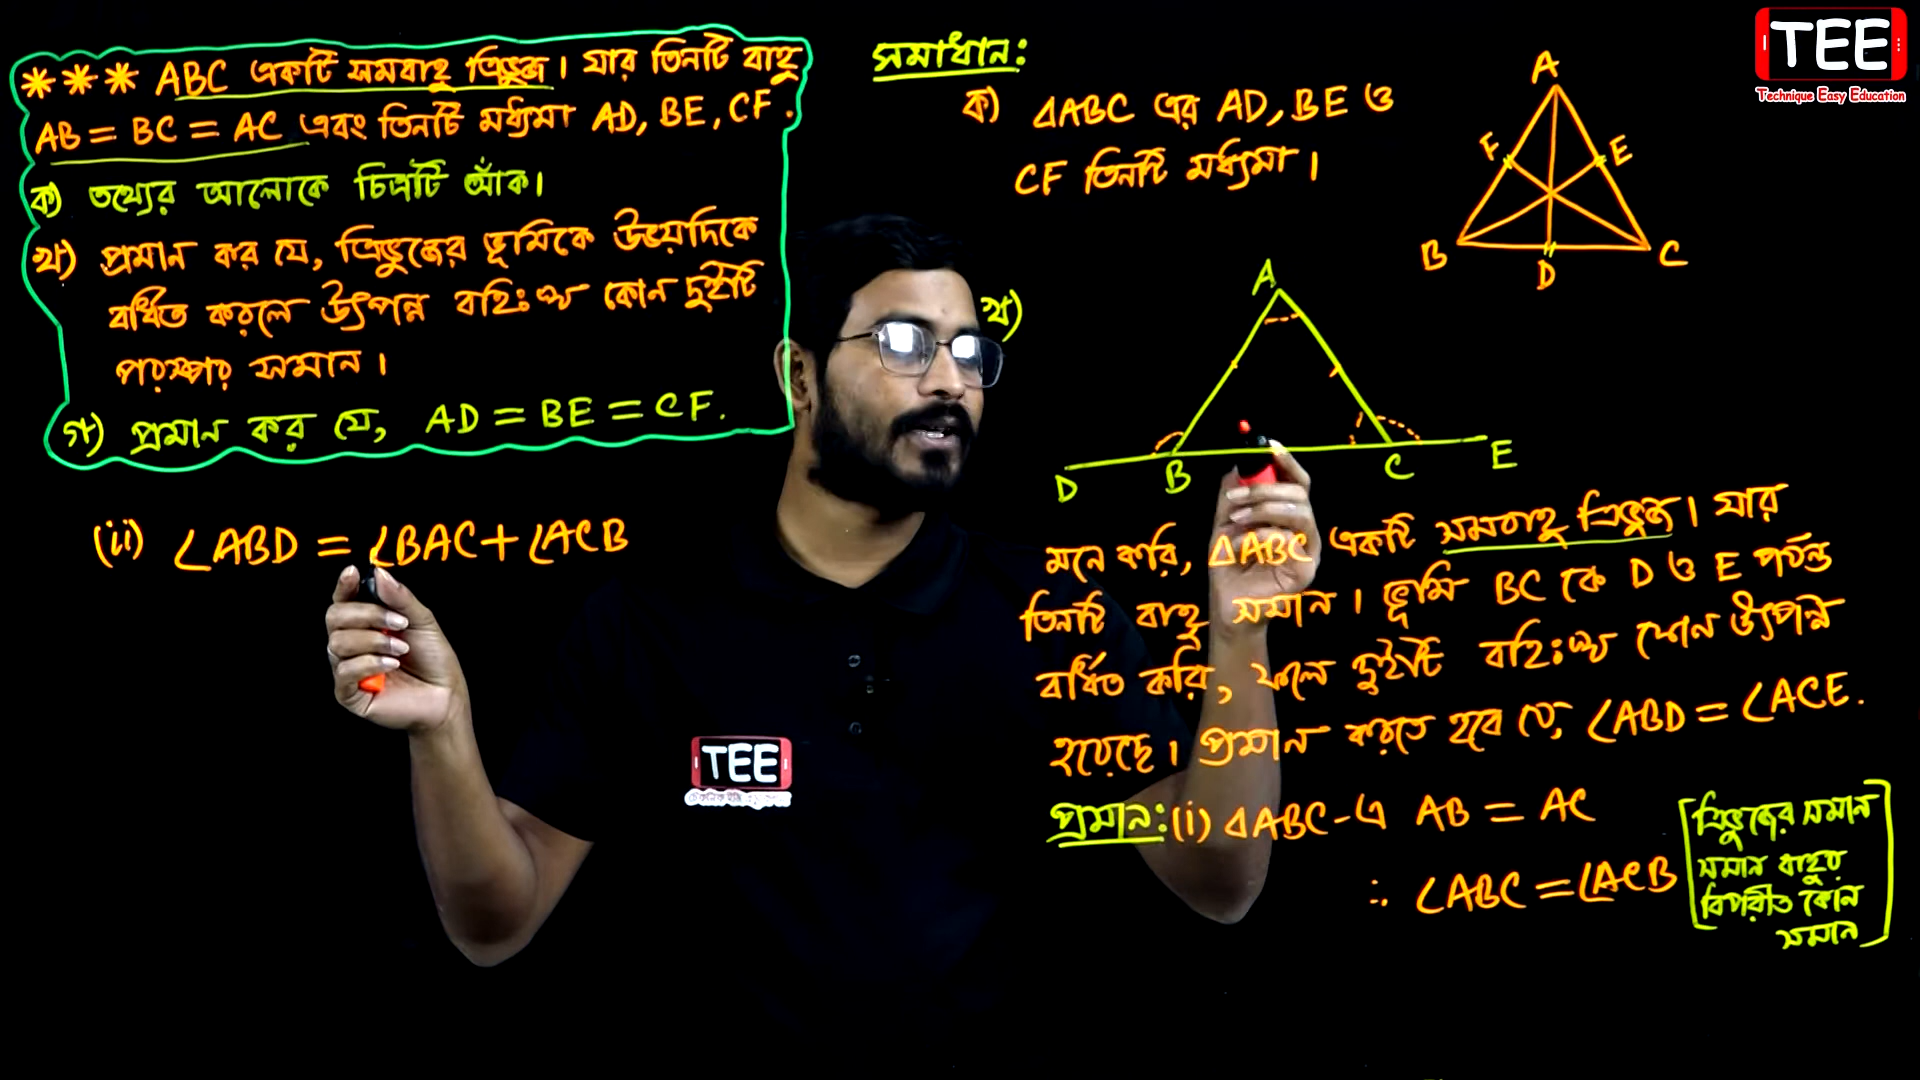 *** ABC একটি সমবাহু ত্রিভুজ। যার তিনটি বাহু
AB = BC = AC এবং তিনটি মধ্যমা AD, BE, CF.
ক) তথ্যের আলোকে চিত্রটি আঁক।
খ) প্রমান কর যে, ত্রিভুজের ভূমিকে উভয়দিকে
বর্ধিত করলে উৎপন্ন বহিঃস্থ কোন দুইটি
পরস্পর সমান।
গ) প্রমান কর যে, AD = BE = CF.
(ii) ∠ABD = ∠BAC + ∠ACB
সমাধান:
ক) ΔABC এর AD, BE ও
CF তিনটি মধ্যমা।
A
F
E
B
D
C
খ)
A
D
B
C
E
মনে করি, ΔABC একটি সমবাহু ত্রিভুজ। যার
তিনটি বাহু সমান। ভূমি BC কে D ও E পর্যন্ত
বর্ধিত করি, ফলে দুইটি বহিঃস্থ কোন উৎপন্ন
হয়েছে। প্রমান করতে হবে যে, ∠ABD = ∠ACE.
প্রমান: (i) ΔABC-এ AB = AC
∴ ∠ABC = ∠ACB
[ত্রিভুজের সমান
সমান বাহুর
বিপরীত কোন
সমান]
TEE
Technique Easy Education
TEE